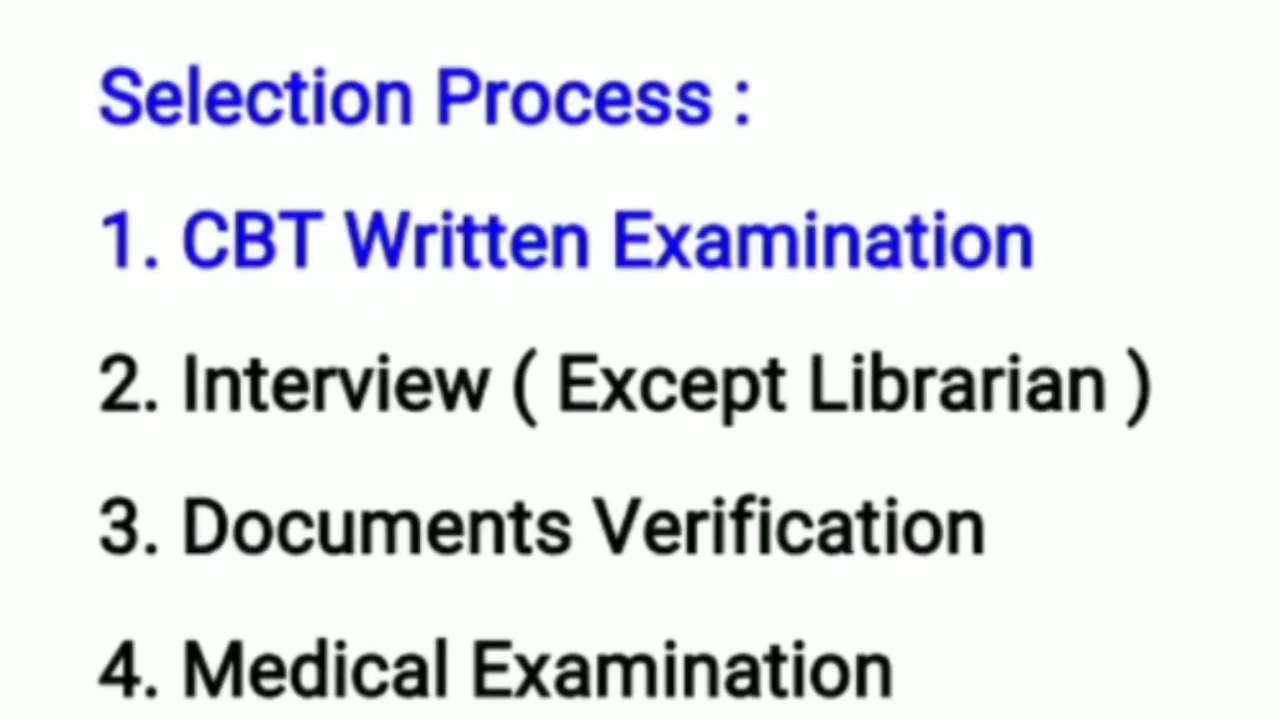 Selection Process :
1. CBT Written Examination
2. Interview ( Except Librarian )
3. Documents Verification
4. Medical Examination